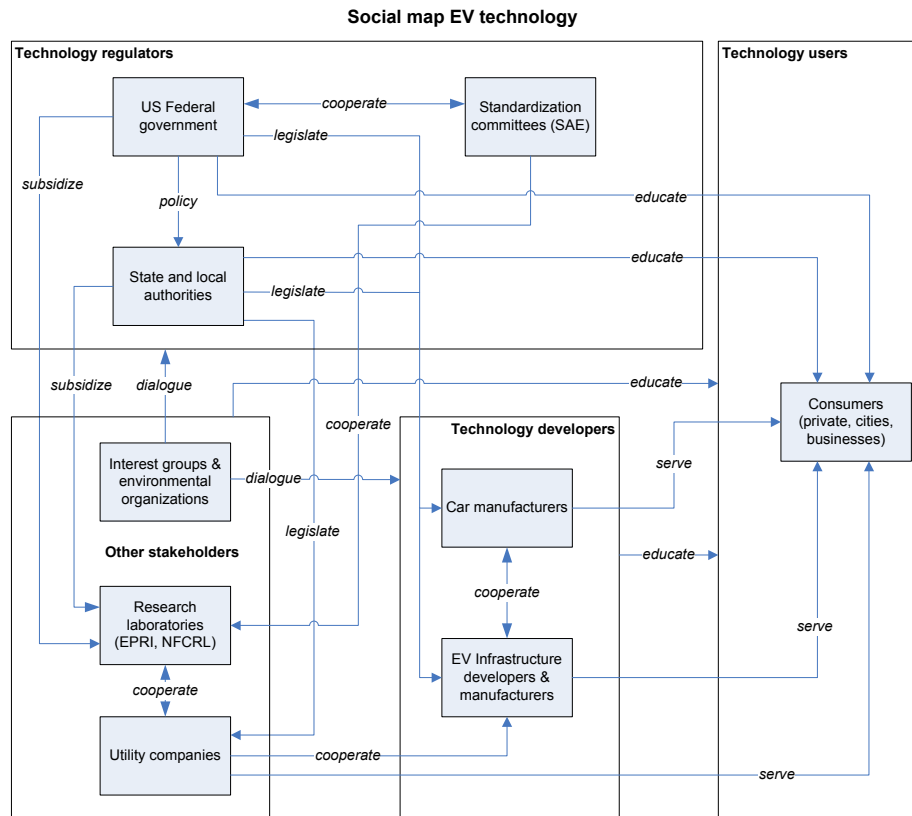 Social map EV technology
Technology regulators
Technology users
US Federal
government
cooperate
Standardization
committees (SAE)
legislate
subsidize
policy
educate
State and local
authorities
educate
legislate
subsidize
dialogue
educate
Consumers
(private, cities,
businesses)
cooperate
Technology developers
Interest groups &
environmental
organizations
dialogue
serve
Car manufacturers
legislate
Other stakeholders
educate
cooperate
Research
laboratories
(EPRI, NFCRL)
serve
EV Infrastructure
developers &
manufacturers
cooperate
Utility companies
cooperate
serve